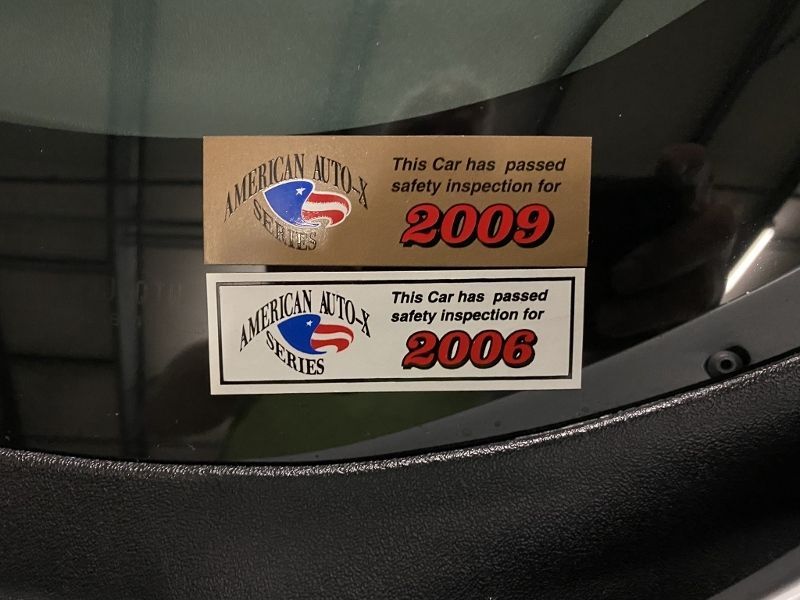 AMERICAN AUTO-X
SERIES
This Car has passed
safety inspection for
2009
AMERICAN AUTO-X
SERIES
This Car has passed
safety inspection for
2006